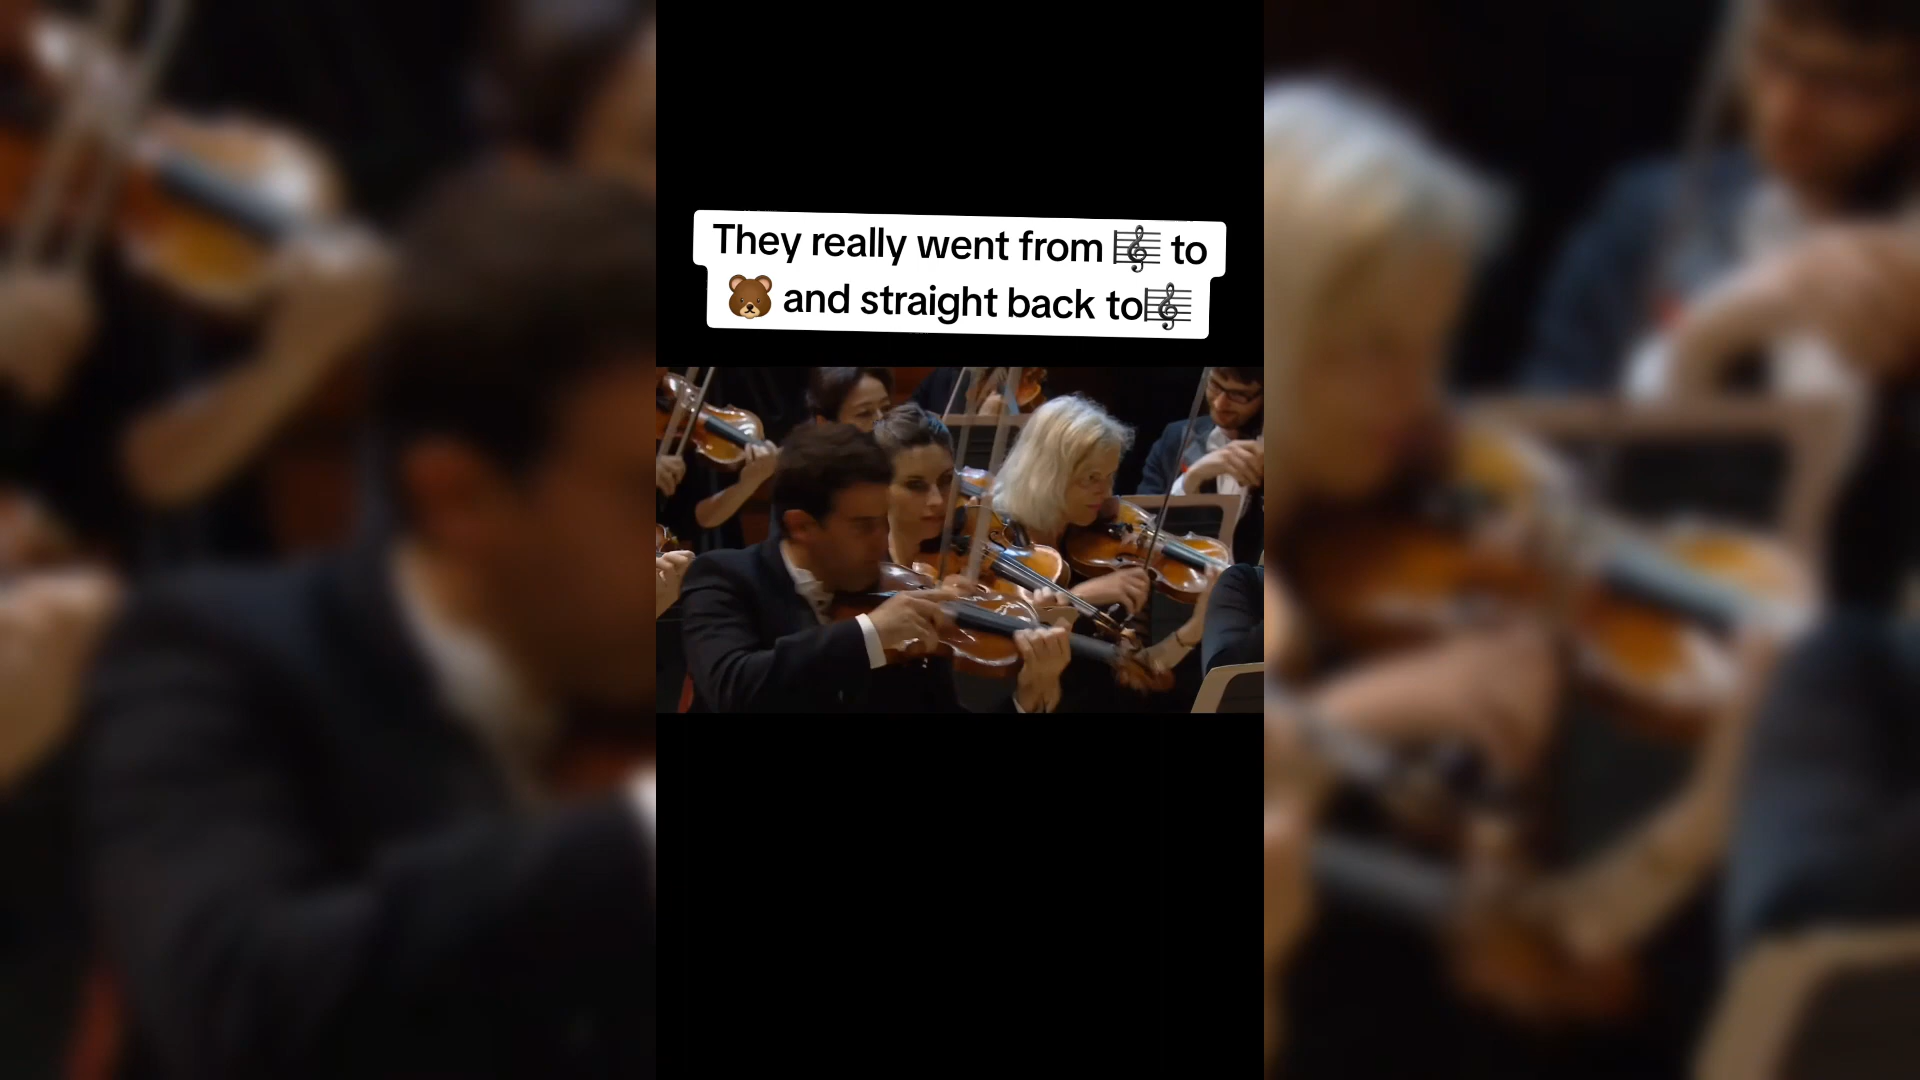 They really went from 🎼 to
🐻 and straight back to🎼